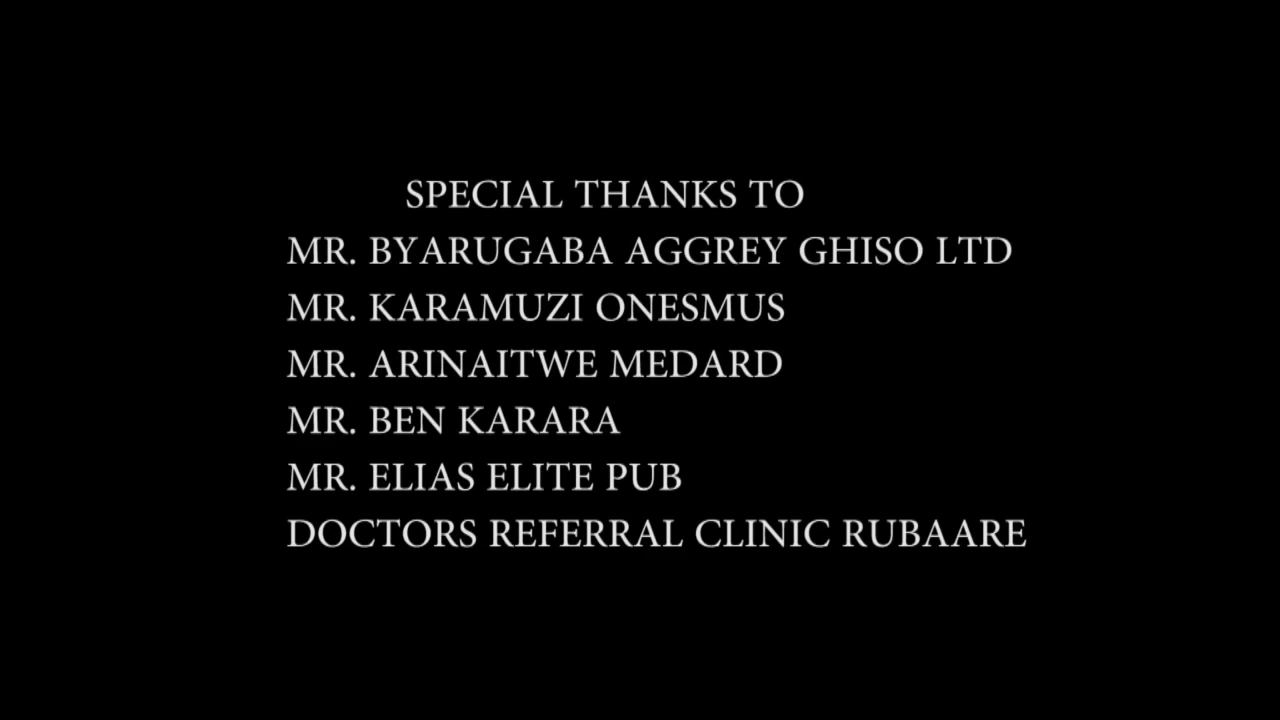 SPECIAL THANKS TO
MR. BYARUGABA AGGREY GHISO LTD
MR. KARAMUZI ONESMUS
MR. ARINAITWE MEDARD
MR. BEN KARARA
MR. ELIAS ELITE PUB
DOCTORS REFERRAL CLINIC RUBAARE